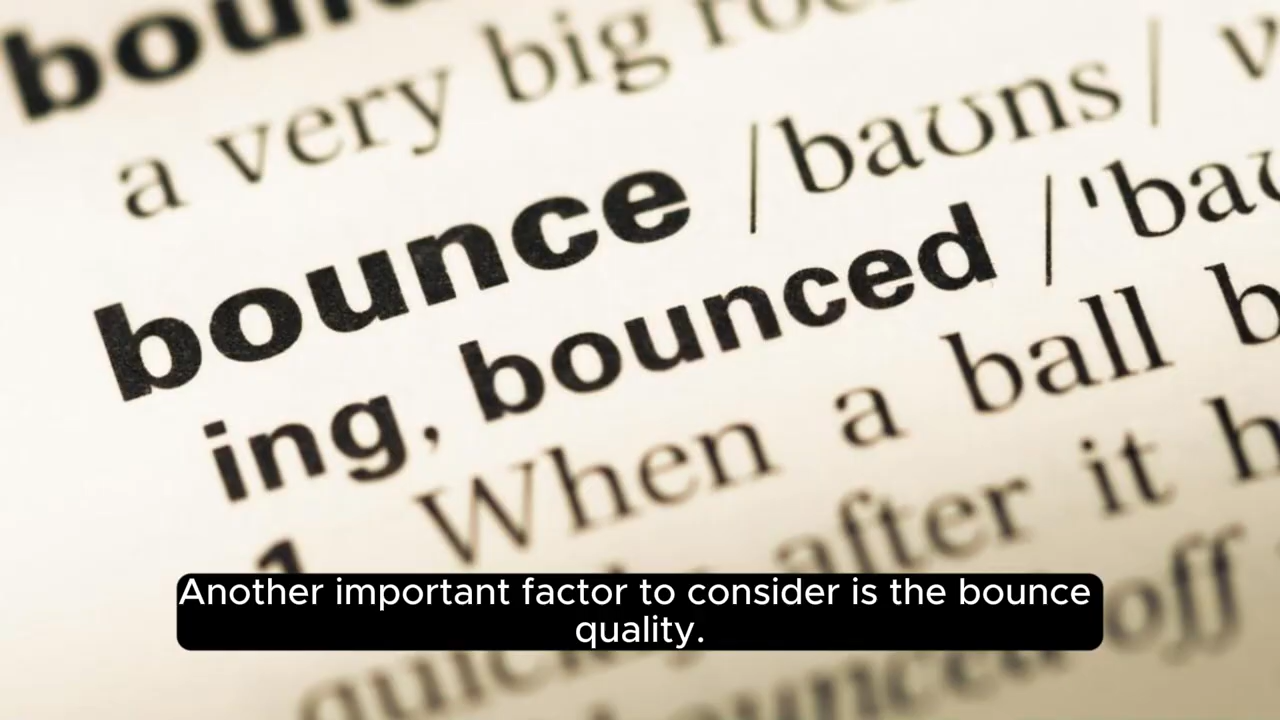 a very big
bounce /baʊns/
ing, bounced
When a ball
after it
off
Another important factor to consider is the bounce
quality.